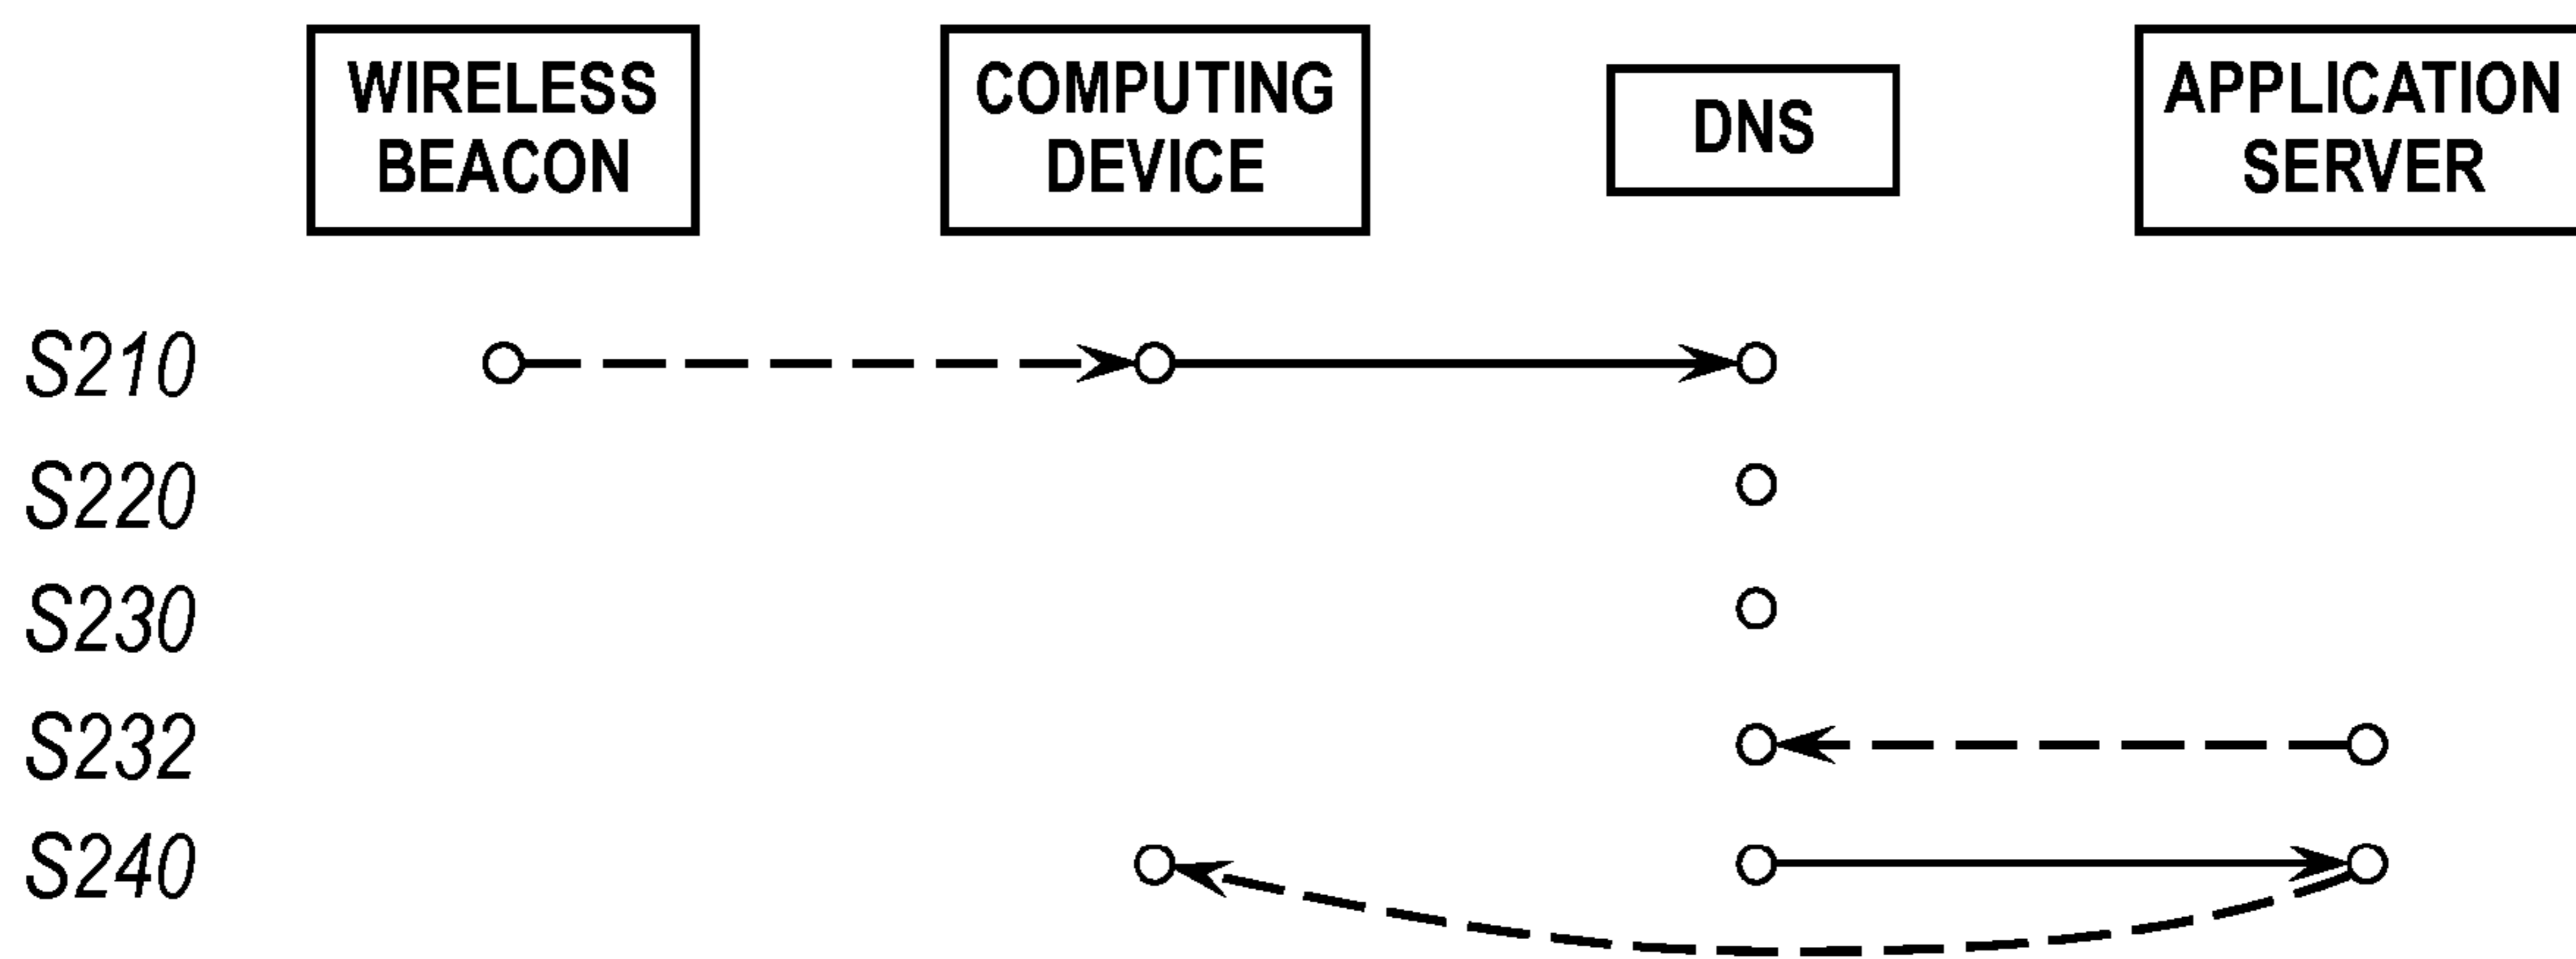 WIRELESS
BEACON
COMPUTING
DEVICE
DNS
APPLICATION
SERVER
S210
S220
S230
S232
S240